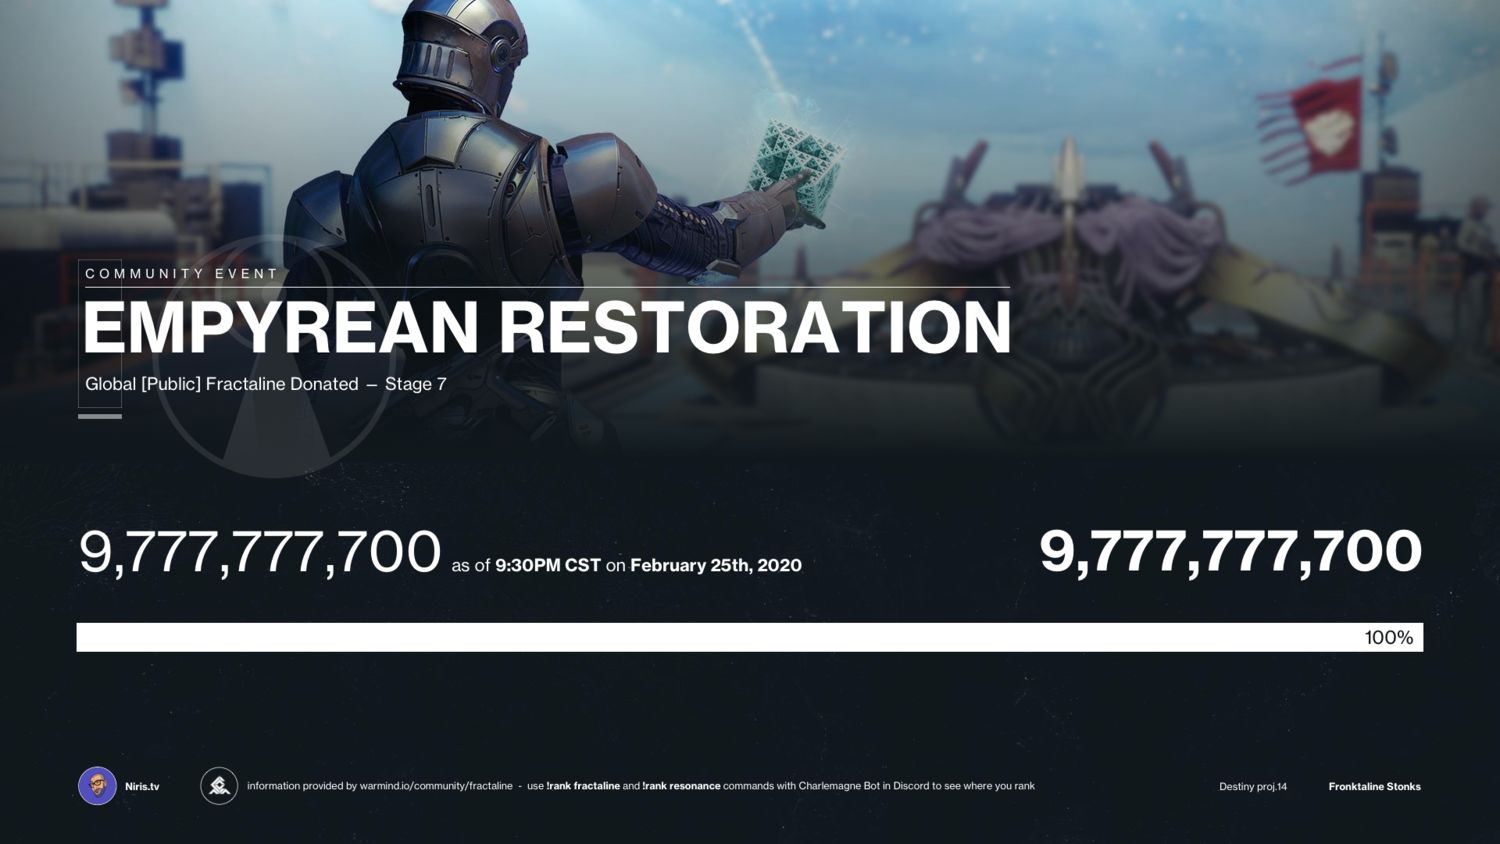 COMMUNITY EVENT
EMPYREAN RESTORATION
Global [Public] Fractaline Donated – Stage 7
9,777,777,700 as of 9:30PM CST on February 25th, 2020
9,777,777,700
100%
Niris.tv
information provided by warmind.io/community/fractaline - use !rank fractaline and !rank resonance commands with Charlemagne Bot in Discord to see where you rank
Destiny proj.14
Fronktaline Stonks